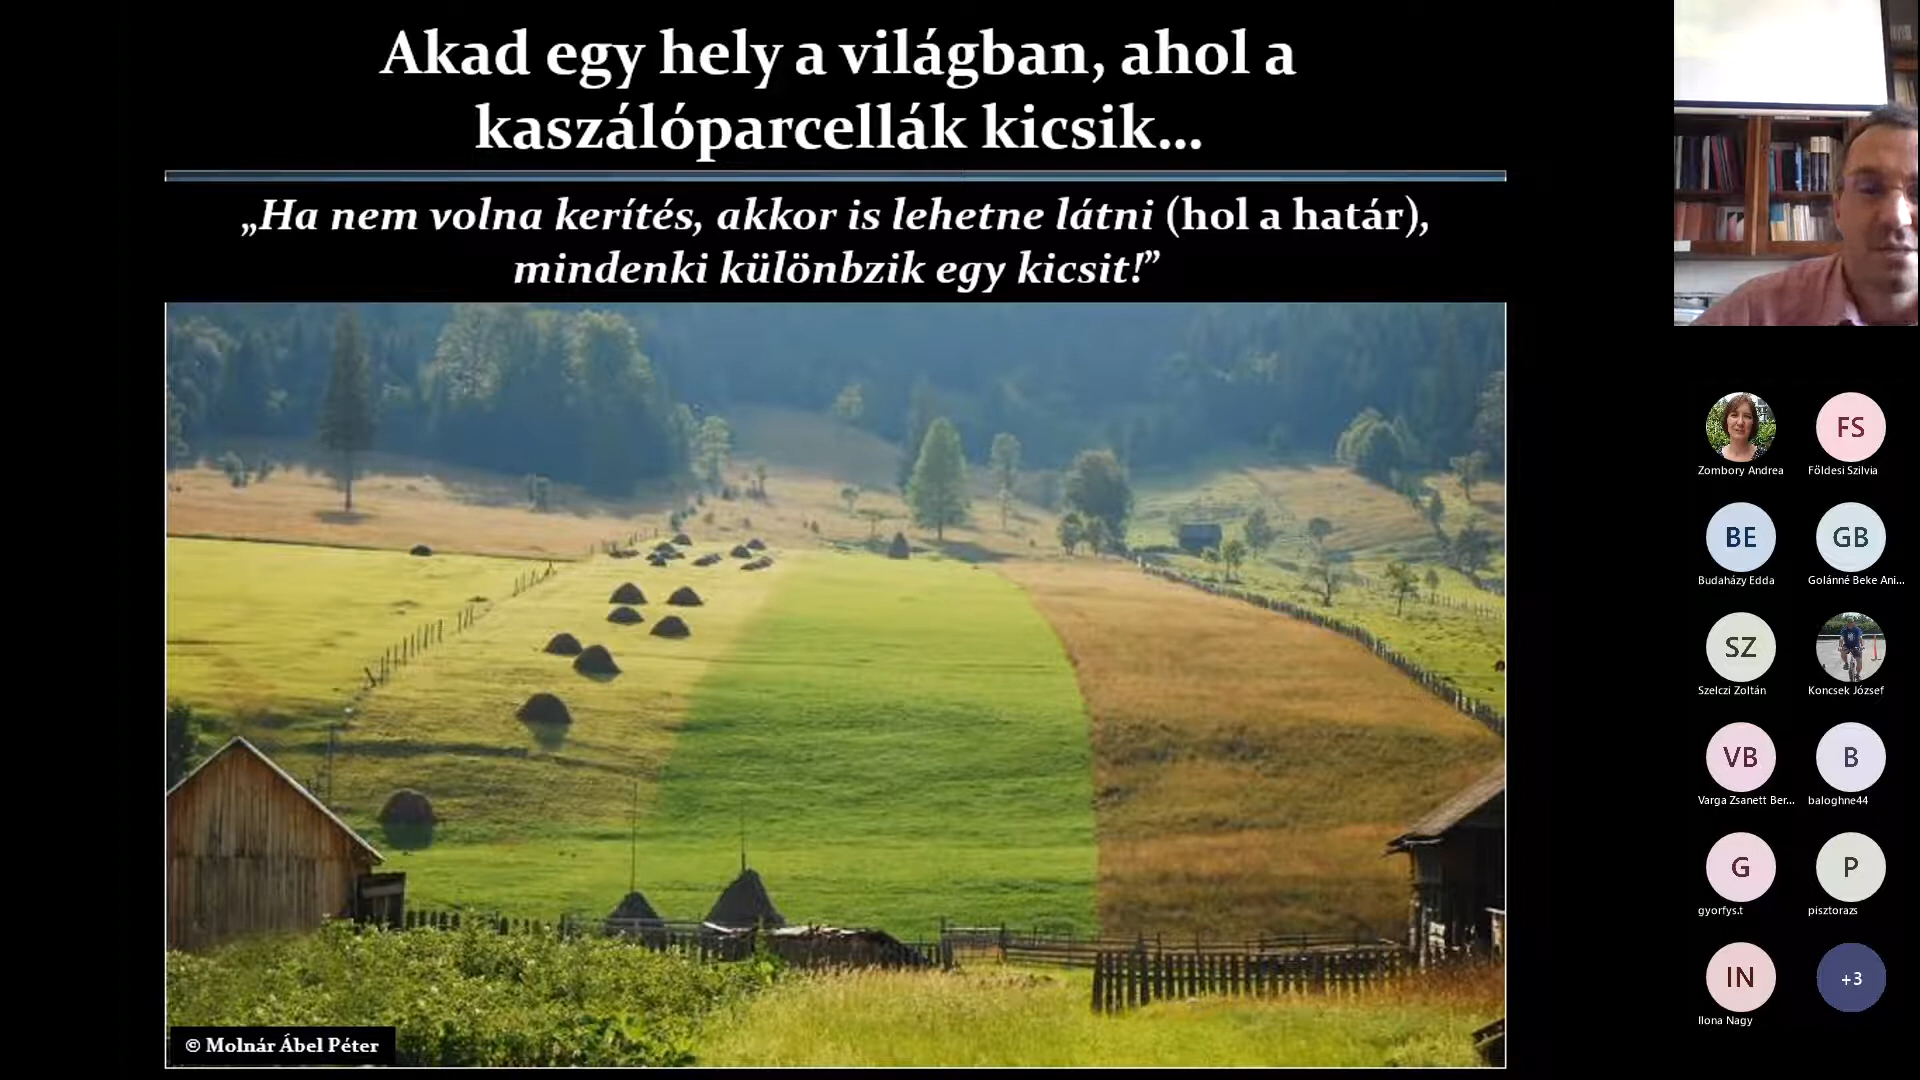 Akad egy hely a világban, ahol a
kaszálóparcellák kicsik...
„Ha nem volna kerítés, akkor is lehetne látni (hol a határ),
mindenki különbzik egy kicsit!”
© Molnár Ábel Péter
Zombory Andrea
FS
Földesi Szilvia
BE
Budaházy Edda
GB
Golánné Beke Ani...
SZ
Szelczi Zoltán
Koncsek József
VB
Varga Zsanett Ber...
B
baloghne44
G
gyorfys.t
P
pisztorazs
IN
Ilona Nagy
+3